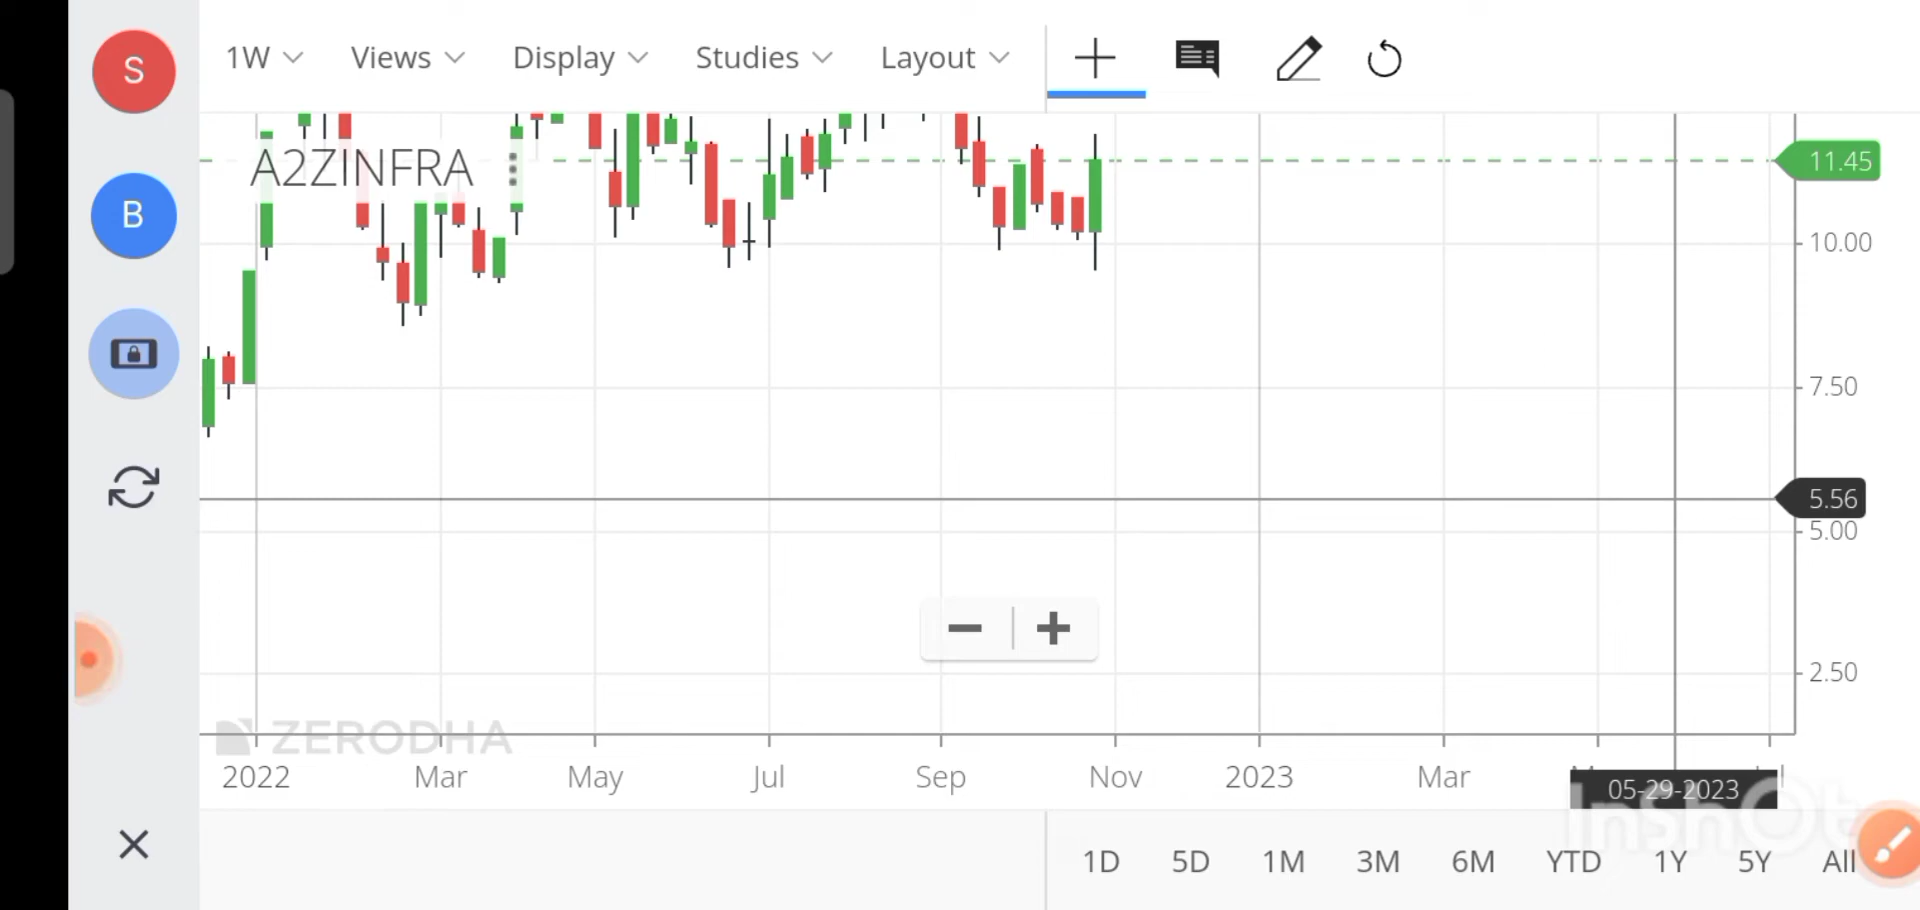 S
1W Views Display Studies Layout
A2ZINFRA
11.45
B
10.00
7.50
5.56
5.00
2.50
ZERODHA
2022 Mar May Jul Sep Nov 2023 Mar
05-29-2023
InShOt
1D 5D 1M 3M 6M YTD 1Y 5Y All